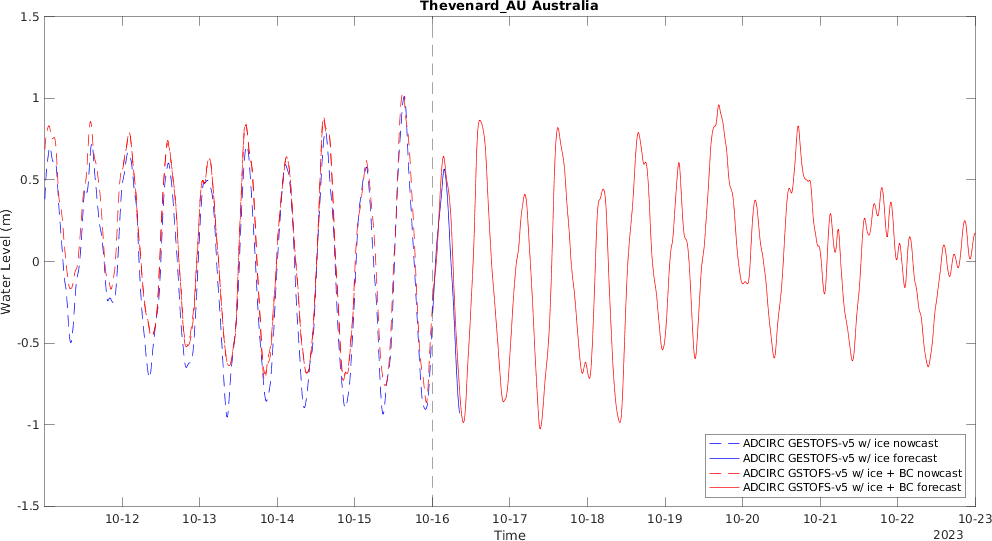 Thevenard_AU Australia
1.5
1
0.5
0
-0.5
-1
-1.5
Water Level (m)
10-12 10-13 10-14 10-15 10-16 10-17 10-18 10-19 10-20 10-21 10-22 10-23
Time
2023
ADCIRC GESTOFS-v5 w/ ice nowcast
ADCIRC GESTOFS-v5 w/ ice forecast
ADCIRC GSTOFS-v5 w/ ice + BC nowcast
ADCIRC GSTOFS-v5 w/ ice + BC forecast